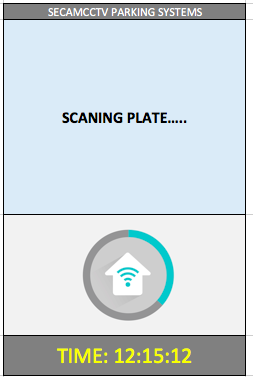 SECAMCCTV PARKING SYSTEMS
SCANING PLATE.....
TIME: 12:15:12